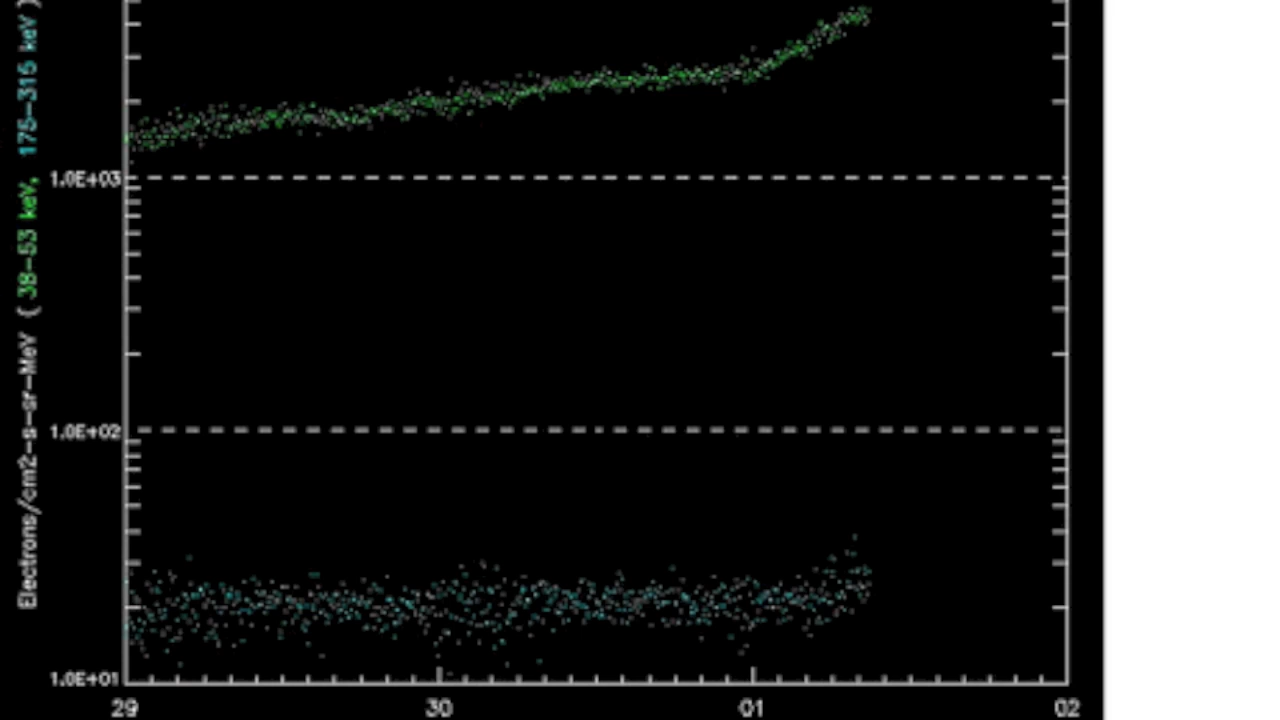 Electrons/cm2-s-sr-MeV ( 38-53 keV, 175-315 keV )
1.0E+03
1.0E+02
1.0E+01
29 30 01 02